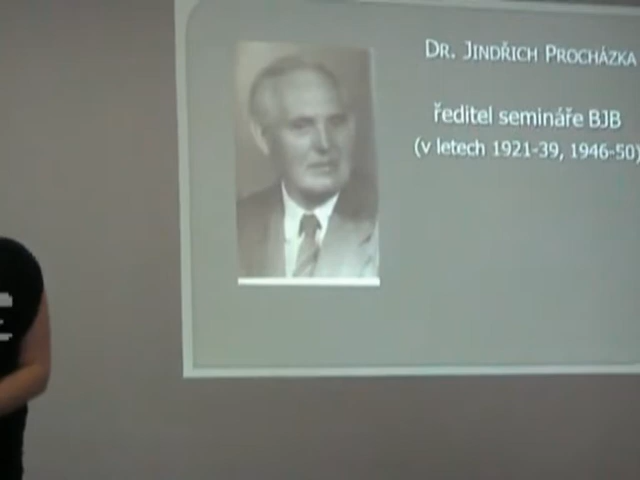 DR. JINDŘICH PROCHÁZKA
ředitel semináře BJB
(v letech 1921-39, 1946-50)